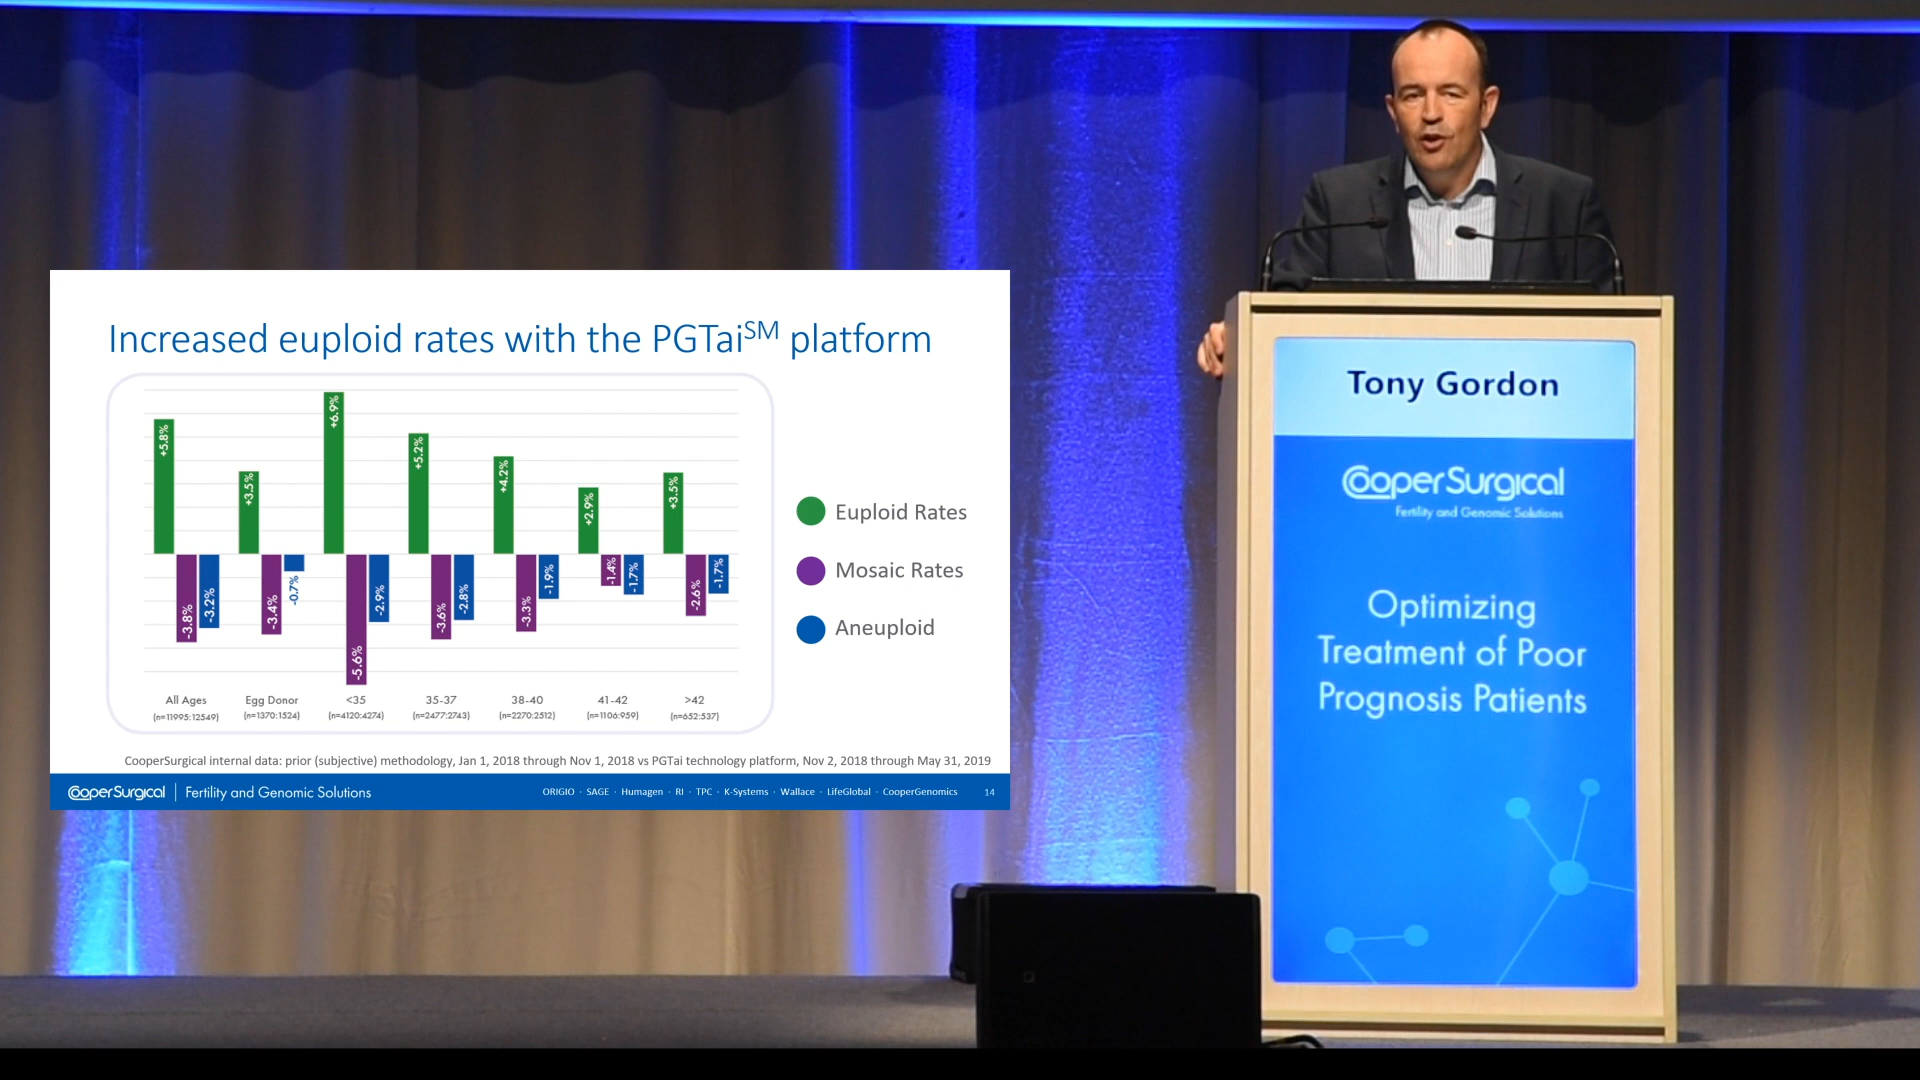 Increased euploid rates with the PGTaiSM platform
+5.8%
-3.8%
-3.2%
+3.5%
-3.4%
-0.7%
+6.9%
-5.6%
-2.9%
+5.2%
-3.6%
-2.8%
+4.2%
-3.3%
-1.9%
+2.9%
-1.4%
-1.7%
+3.5%
-2.6%
-1.7%
All Ages
(n=11995:12549)
Egg Donor
(n=1370:1524)
<35
(n=4120:4274)
35-37
(n=2477:2743)
38-40
(n=2270:2512)
41-42
(n=1106:959)
>42
(n=652:537)
Euploid Rates
Mosaic Rates
Aneuploid
CooperSurgical internal data: prior (subjective) methodology, Jan 1, 2018 through Nov 1, 2018 vs PGTai technology platform, Nov 2, 2018 through May 31, 2019
CooperSurgical | Fertility and Genomic Solutions
ORIGIO · SAGE · Humagen · RI · TPC · K-Systems · Wallace · LifeGlobal · CooperGenomics 14
Tony Gordon
CooperSurgical
Fertility and Genomic Solutions
Optimizing
Treatment of Poor
Prognosis Patients